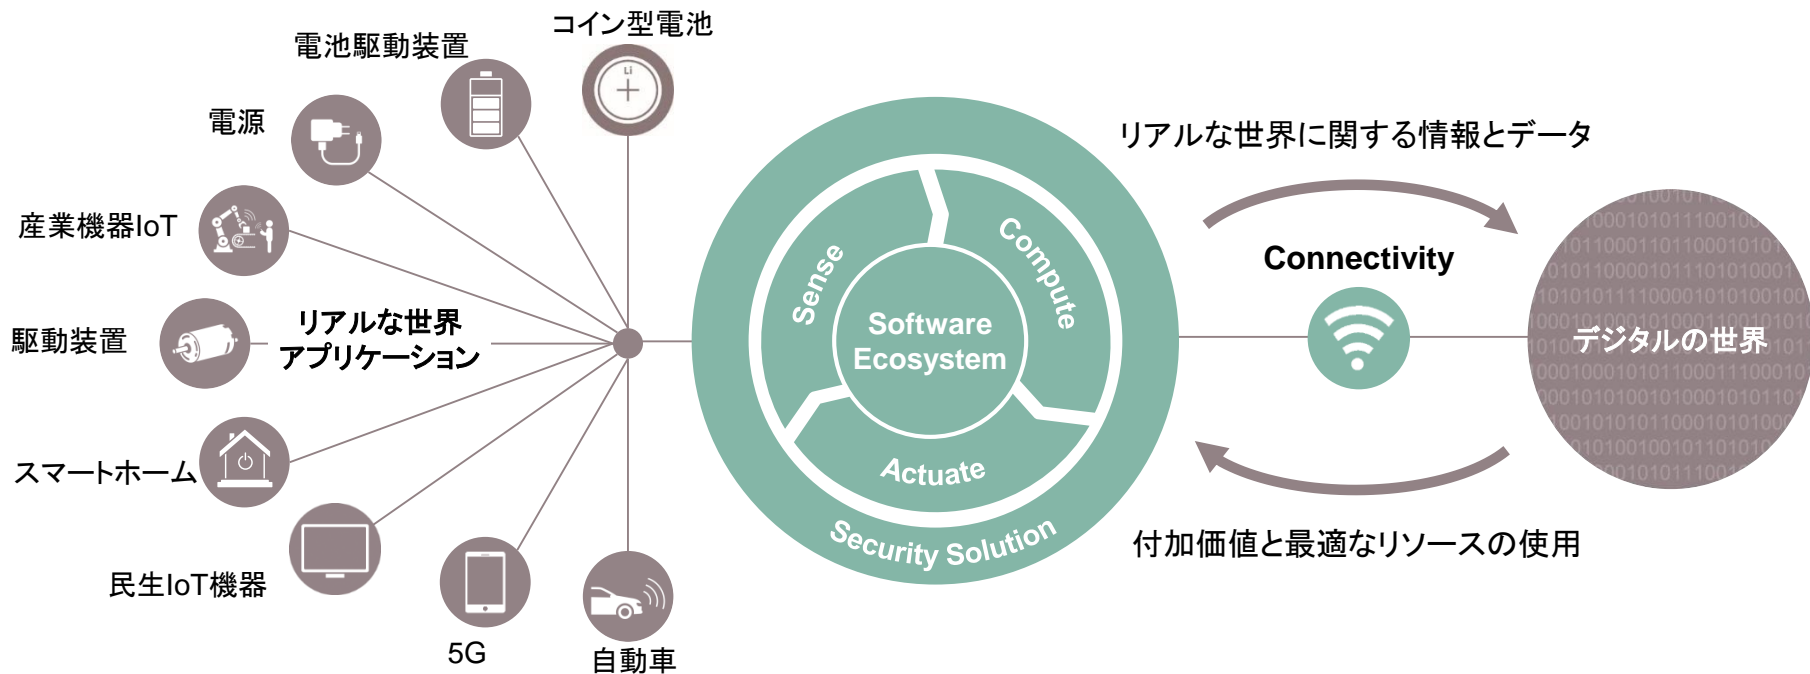 コイン型電池
Li
電池駆動装置
電源
産業機器IoT
駆動装置
スマートホーム
民生IoT機器
5G
自動車
リアルな世界
アプリケーション
Sense
Compute
Actuate
Software
Ecosystem
Security Solution
リアルな世界に関する情報とデータ
Connectivity
付加価値と最適なリソースの使用
デジタルの世界